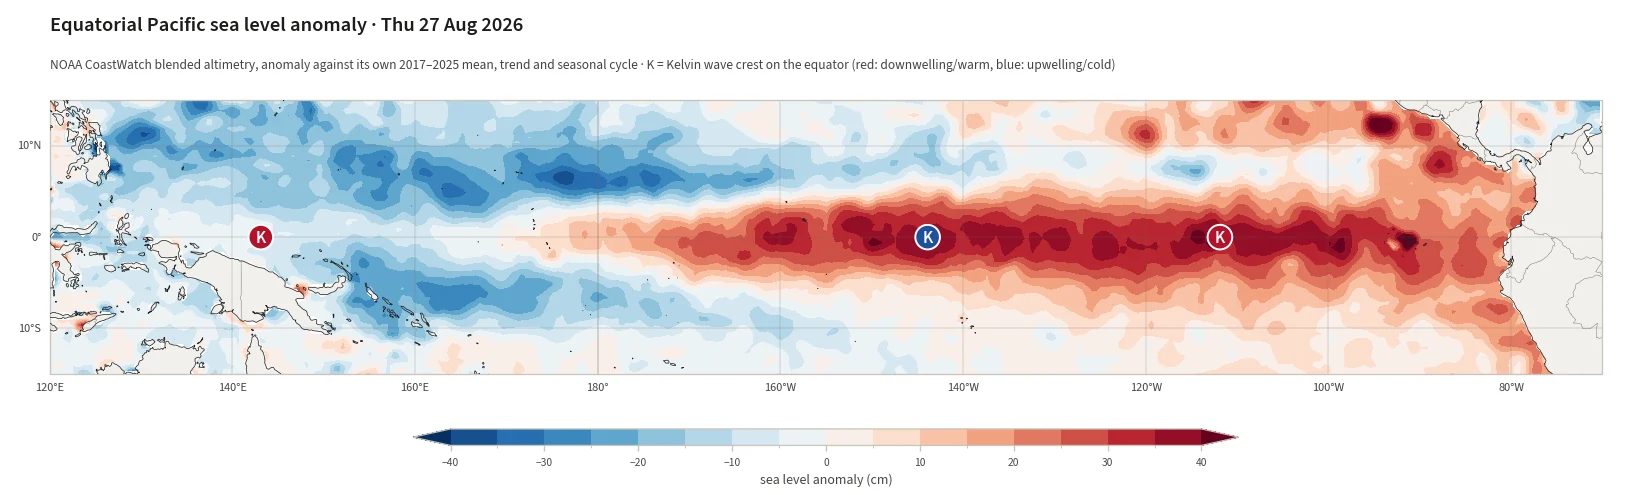 Equatorial Pacific sea level anomaly · Thu 27 Aug 2026
NOAA CoastWatch blended altimetry, anomaly against its own 2017–2025 mean, trend and seasonal cycle · K = Kelvin wave crest on the equator (red: downwelling/warm, blue: upwelling/cold)
10°N
0°
K K K
10°S
120°E 140°E 160°E 180° 160°W 140°W 120°W 100°W 80°W
−40 −30 −20 −10 0 10 20 30 40
sea level anomaly (cm)